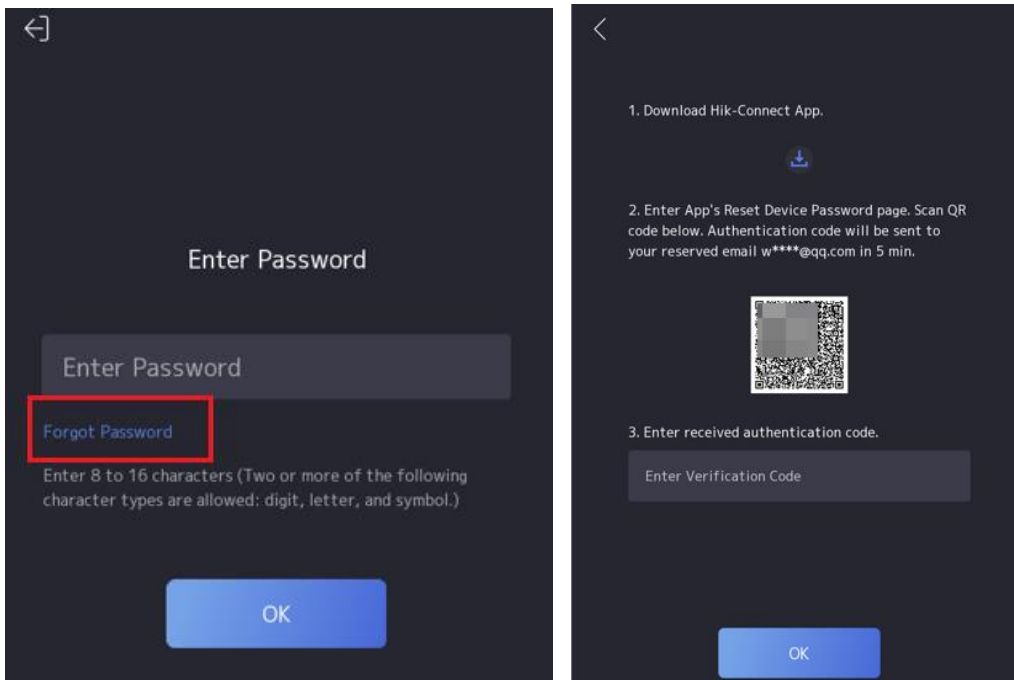 Enter Password
Enter Password
Forgot Password
Enter 8 to 16 characters (Two or more of the following
character types are allowed: digit, letter, and symbol.)
OK
1. Download Hik-Connect App.
2. Enter App's Reset Device Password page. Scan QR
code below. Authentication code will be sent to
your reserved email w****@qq.com in 5 min.
3. Enter received authentication code.
Enter Verification Code
OK